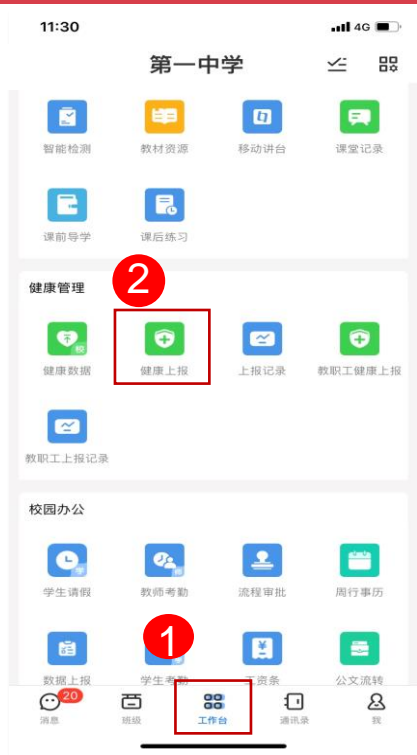 11:30 4G
第一中学
智能检测 教材资源 移动讲台 课堂记录
课前导学 课后练习
2
健康管理
校
健康数据 健康上报 上报记录 教职工健康上报
教职工上报记录
校园办公
学生请假 教师考勤 流程审批 周行事历
1
数据上报 学生考勤 工资条 公文流转
20
消息 班级 工作台 通讯录 我